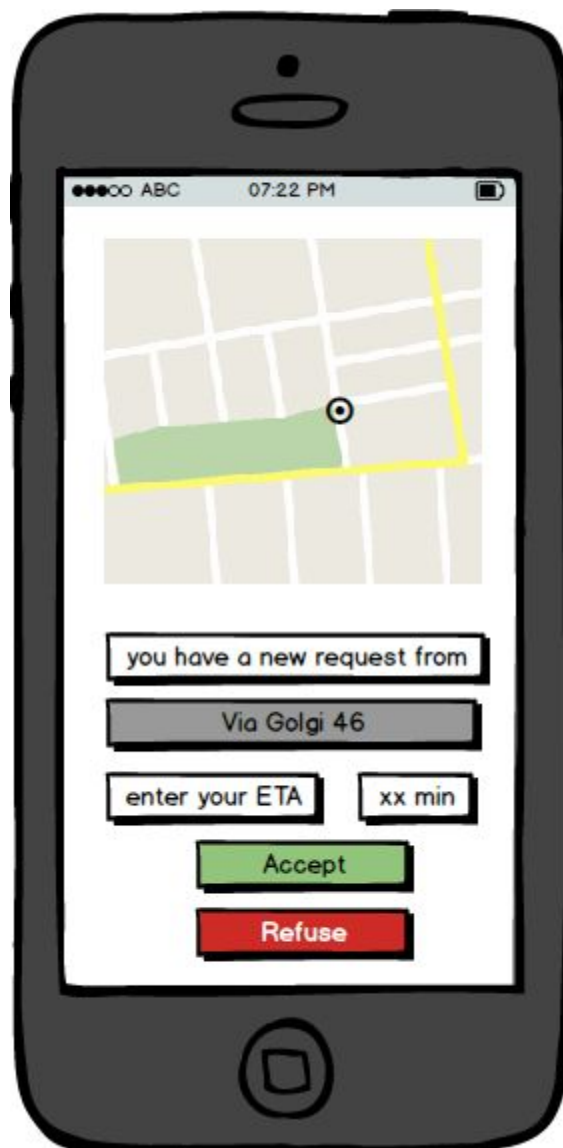 ABC 07:22 PM
you have a new request from
Via Golgi 46
enter your ETA xx min
Accept
Refuse